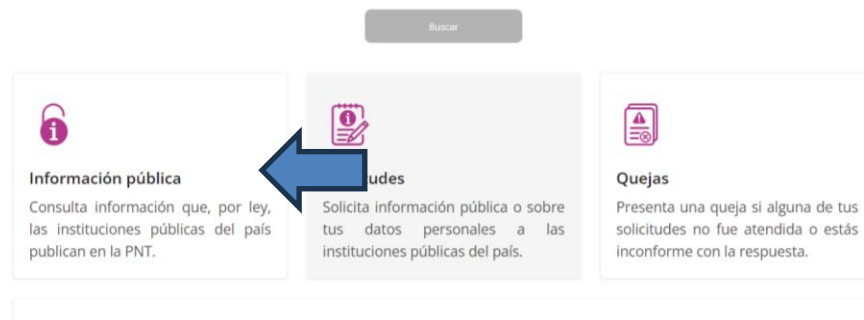 Buscar
Información pública
Consulta información que, por ley,
las instituciones públicas del país
publican en la PNT.
udes
Solicita información pública o sobre
tus datos personales a las
instituciones públicas del país.
Quejas
Presenta una queja si alguna de tus
solicitudes no fue atendida o estás
inconforme con la respuesta.